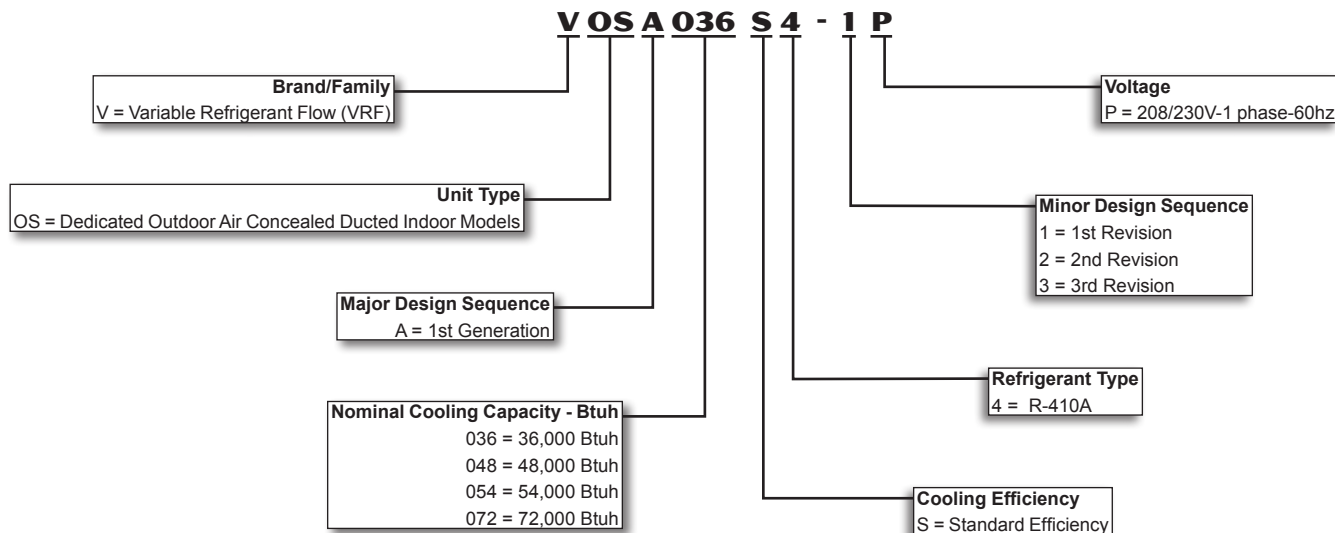 V OS A 036 S 4 - 1 P
Brand/Family
V = Variable Refrigerant Flow (VRF)
Voltage
P = 208/230V-1 phase-60hz
Unit Type
OS = Dedicated Outdoor Air Concealed Ducted Indoor Models
Minor Design Sequence
1 = 1st Revision
2 = 2nd Revision
3 = 3rd Revision
Major Design Sequence
A = 1st Generation
Refrigerant Type
4 = R-410A
Nominal Cooling Capacity - Btuh
036 = 36,000 Btuh
048 = 48,000 Btuh
054 = 54,000 Btuh
072 = 72,000 Btuh
Cooling Efficiency
S = Standard Efficiency